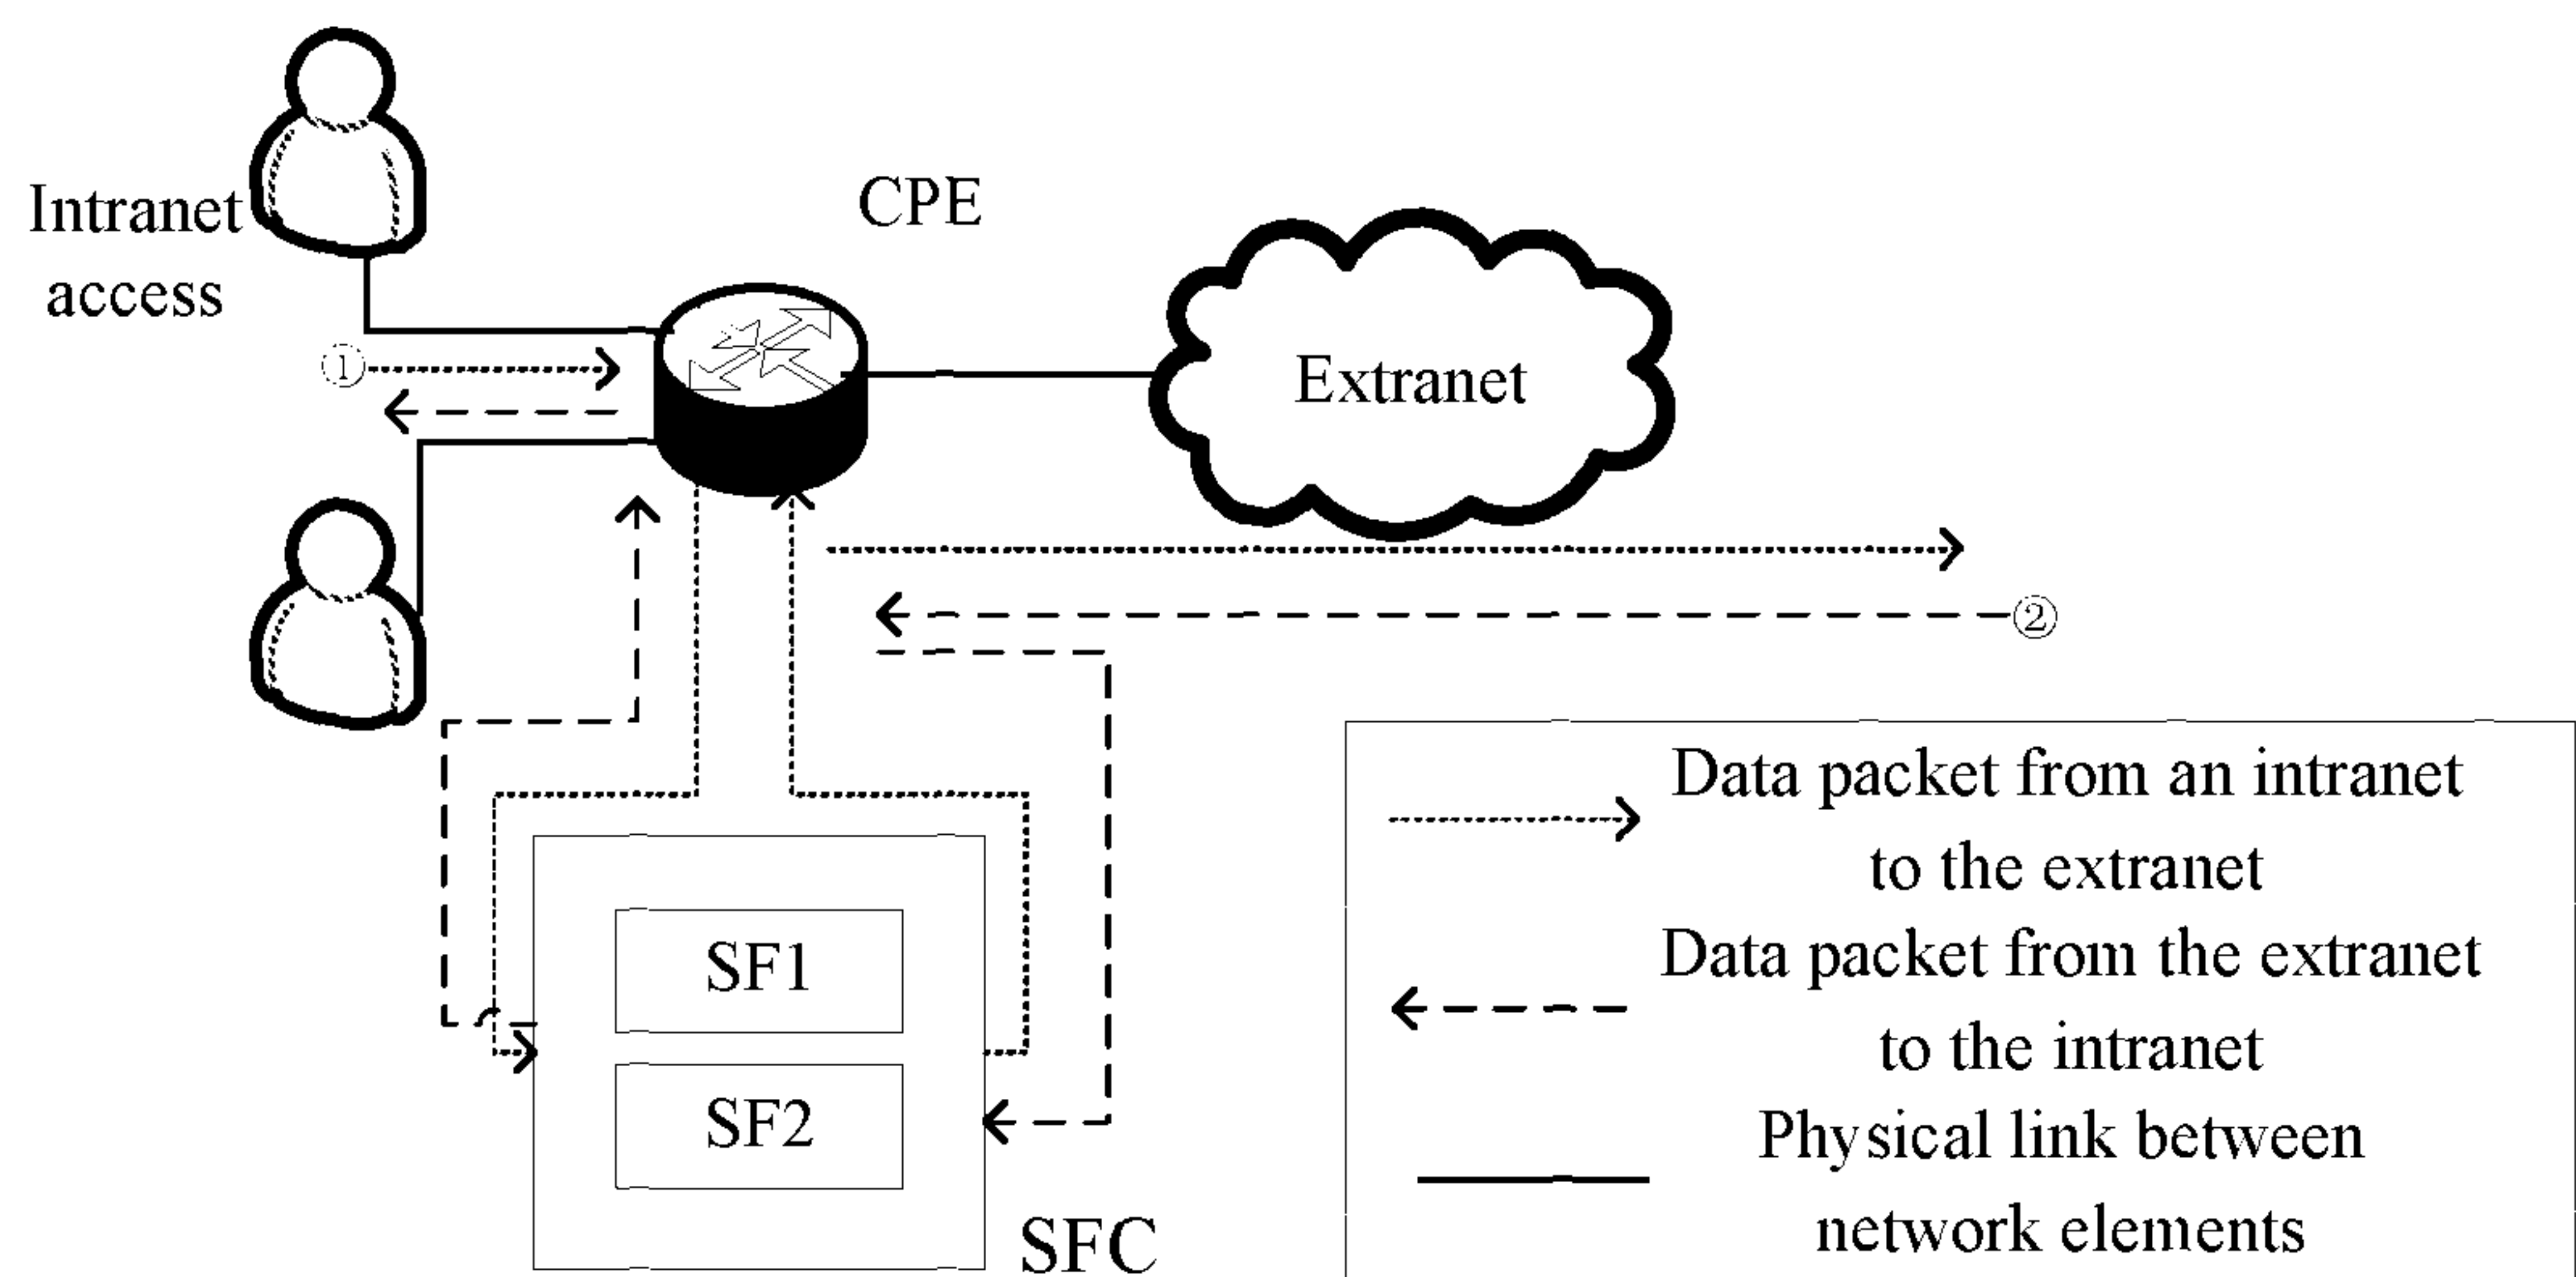 Intranet
access
CPE
①
Extranet
②
SF1
SF2
SFC
Data packet from an intranet
to the extranet
Data packet from the extranet
to the intranet
Physical link between
network elements